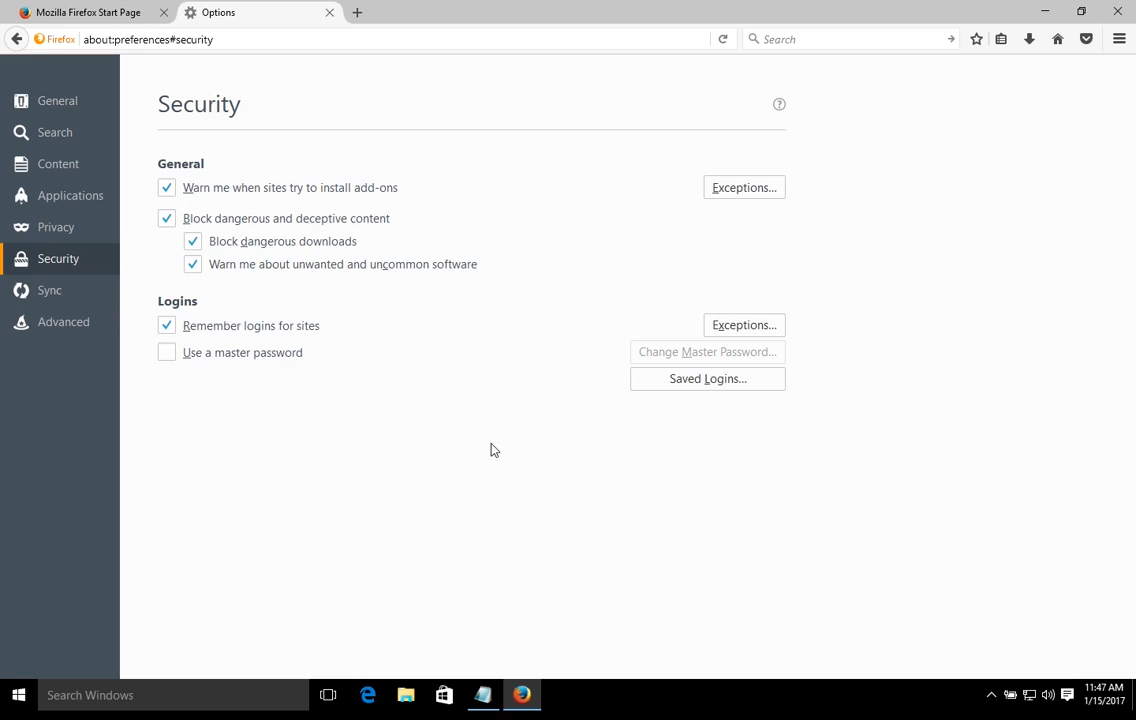 Mozilla Firefox Start Page
Options
Firefox about:preferences#security
Search
General
Search
Content
Applications
Privacy
Security
Sync
Advanced
Security
General
Warn me when sites try to install add-ons
Exceptions...
Block dangerous and deceptive content
Block dangerous downloads
Warn me about unwanted and uncommon software
Logins
Remember logins for sites
Exceptions...
Use a master password
Change Master Password...
Saved Logins...
Search Windows
11:47 AM
1/15/2017